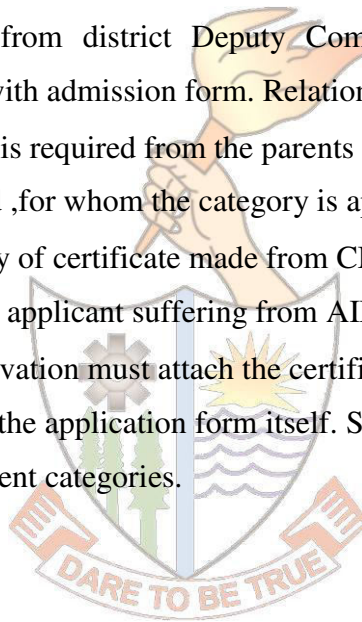 from district Deputy Com
with admission form. Relation
is required from the parents
,for whom the category is ap
y of certificate made from C
applicant suffering from AI
vation must attach the certifi
the application form itself. S
ent categories.
DARE TO BE TRUE